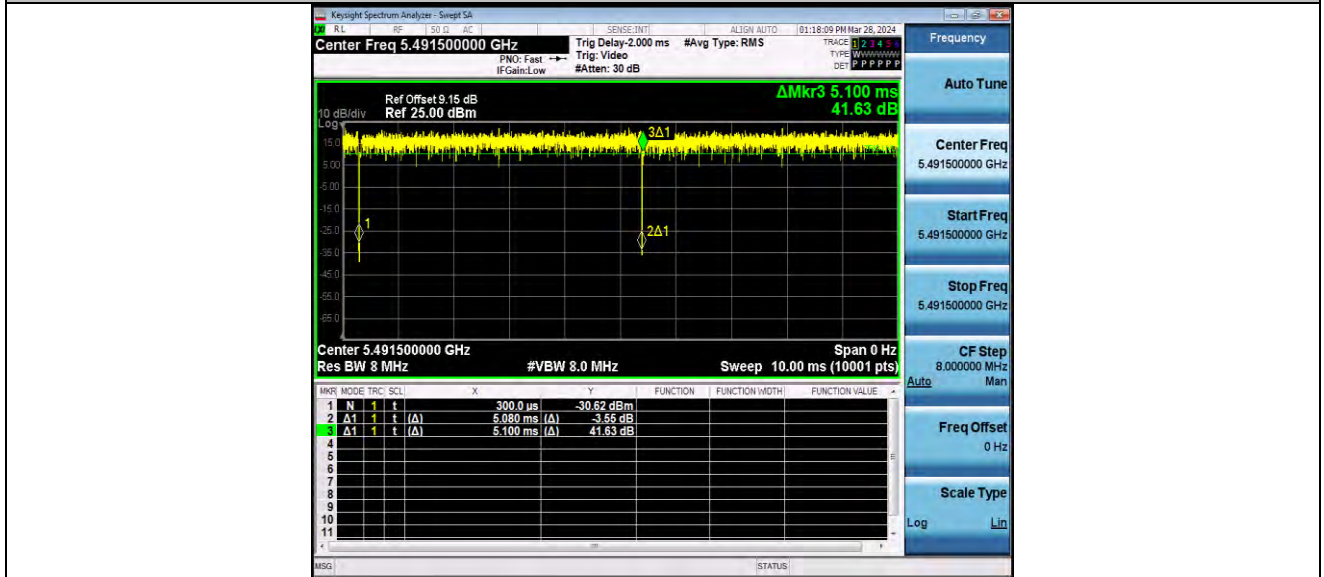 Keysight Spectrum Analyzer - Swept SA
RL RF 50 Ω AC SENSE:INT ALIGN AUTO 01:18:09 PM Mar 28, 2024
Center Freq 5.491500000 GHz
PNO: Fast
IFGain:Low
Trig Delay-2.000 ms
Trig: Video
#Atten: 30 dB
#Avg Type: RMS
TRACE 1 2 3 4 5 6
TYPE WWWWWW
DET P P P P P P
ΔMkr3 5.100 ms
41.63 dB
Ref Offset 9.15 dB
10 dB/div Ref 25.00 dBm
Log
15.0
5.00
-5.00
-15.0
-25.0
-35.0
-45.0
-55.0
-65.0
3Δ1
1
2Δ1
Center 5.491500000 GHz Span 0 Hz
Res BW 8 MHz #VBW 8.0 MHz Sweep 10.00 ms (10001 pts)
MKR MODE TRC SCL X Y FUNCTION FUNCTION WIDTH FUNCTION VALUE
1 N 1 t 300.0 µs -30.62 dBm
2 Δ1 1 t (Δ) 5.080 ms (Δ) -3.55 dB
3 Δ1 1 t (Δ) 5.100 ms (Δ) 41.63 dB
4
5
6
7
8
9
10
11
MSG STATUS
Frequency
Auto Tune
Center Freq
5.491500000 GHz
Start Freq
5.491500000 GHz
Stop Freq
5.491500000 GHz
CF Step
8.000000 MHz
Auto Man
Freq Offset
0 Hz
Scale Type
Log Lin